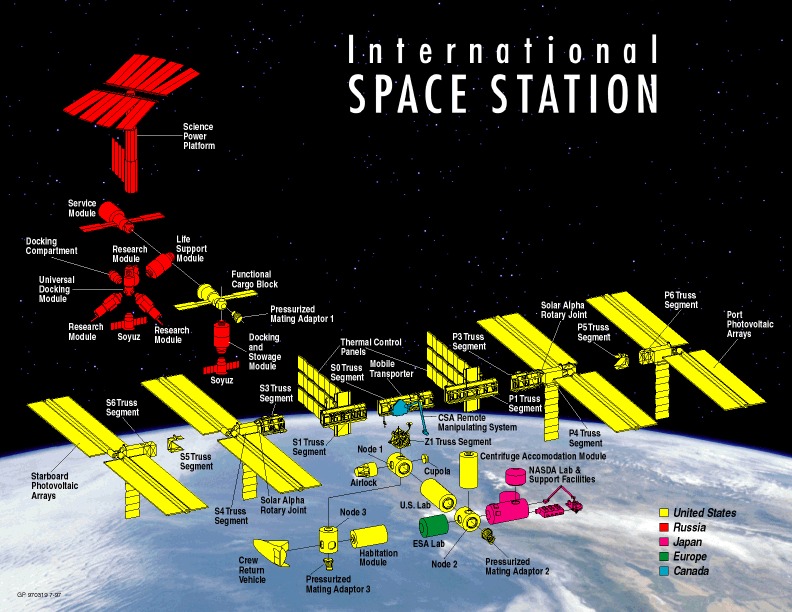 International
SPACE STATION
Science
Power
Platform
Service
Module
Docking
Compartment
Research
Module
Life
Support
Module
Universal
Docking
Module
Functional
Cargo Block
Research
Module
Soyuz
Research
Module
Pressurized
Mating Adaptor 1
Docking
and
Stowage
Module
Soyuz
Thermal Control
Panels
S0 Truss
Segment
Mobile
Transporter
P3 Truss
Segment
Solar Alpha
Rotary Joint
P5Truss
Segment
P6 Truss
Segment
Port
Photovoltaic
Arrays
S3 Truss
Segment
S6 Truss
Segment
S5 Truss
Segment
S1 Truss
Segment
P1 Truss
Segment
P4 Truss
Segment
CSA Remote
Manipulating System
Z1 Truss Segment
Node 1
Cupola
Centrifuge Accomodation Module
NASDA Lab &
Support Facilities
Airlock
U.S. Lab
Starboard
Photovoltaic
Arrays
S4 Truss
Segment
Solar Alpha
Rotary Joint
Node 3
ESA Lab
Node 2
Pressurized
Mating Adaptor 2
Crew
Return
Vehicle
Habitation
Module
Pressurized
Mating Adaptor 3
United States
Russia
Japan
Europe
Canada
GP 970319 7-97